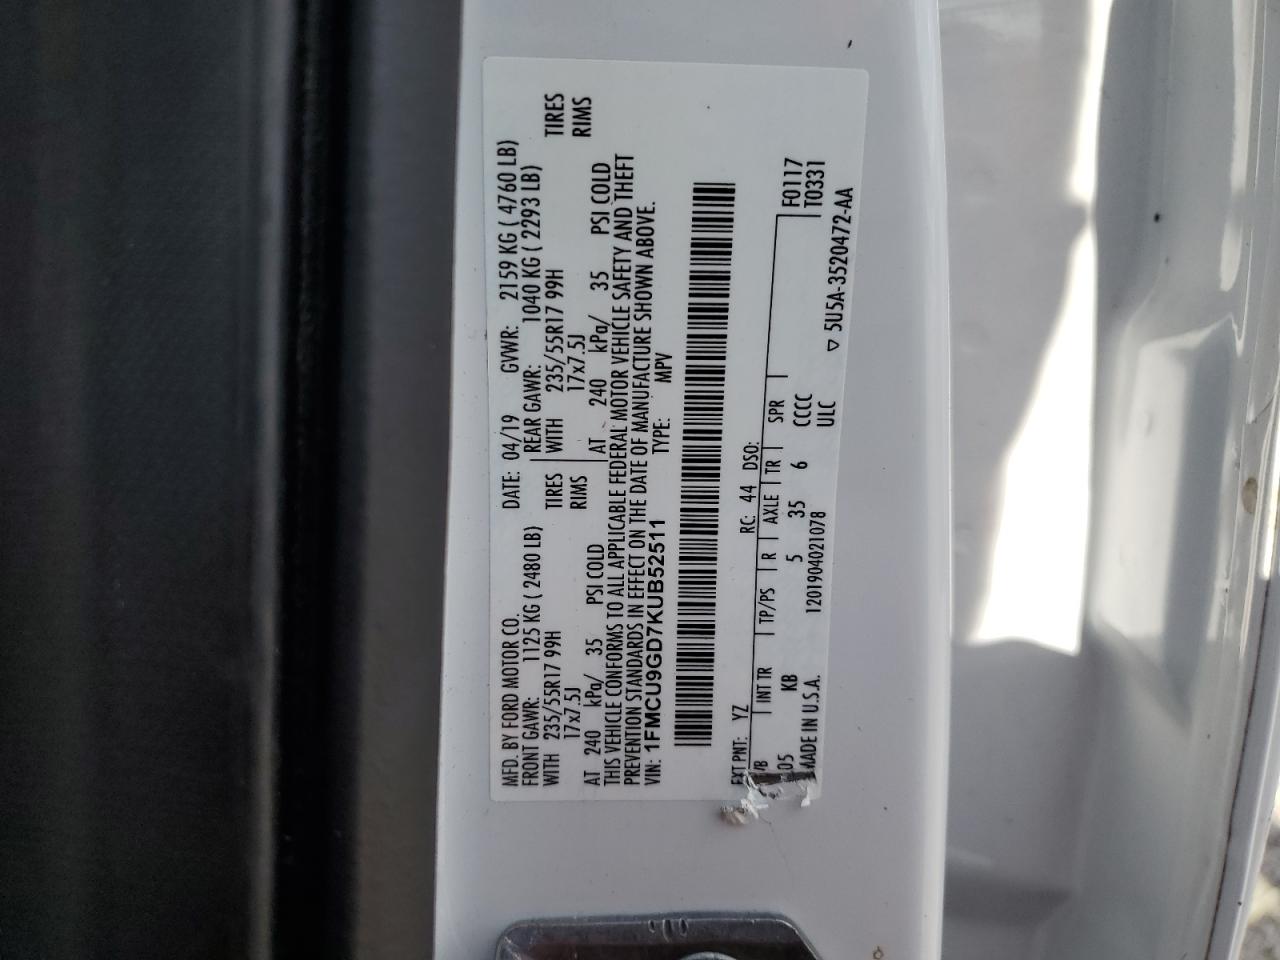 MFD. BY FORD MOTOR CO.
DATE: 04/19 GVWR: 2159 KG ( 4760 LB)
FRONT GAWR: 1125 KG ( 2480 LB) REAR GAWR: 1040 KG ( 2293 LB)
WITH 235/55R17 99H TIRES WITH 235/55R17 99H TIRES
17x7.5J RIMS 17x7.5J RIMS
AT 240 kPa/ 35 PSI COLD AT 240 kPa/ 35 PSI COLD
THIS VEHICLE CONFORMS TO ALL APPLICABLE FEDERAL MOTOR VEHICLE SAFETY AND THEFT
PREVENTION STANDARDS IN EFFECT ON THE DATE OF MANUFACTURE SHOWN ABOVE.
VIN: 1FMCU9GD7KUB52511 TYPE: MPV
EXT PNT: YZ RC: 44 DSO:
INT TR TP/PS R AXLE TR SPR F0117
05 KB 5 35 6 CCCC T0331
MADE IN U.S.A. 1201904021078 ULC
▽ 5U5A-3520472-AA